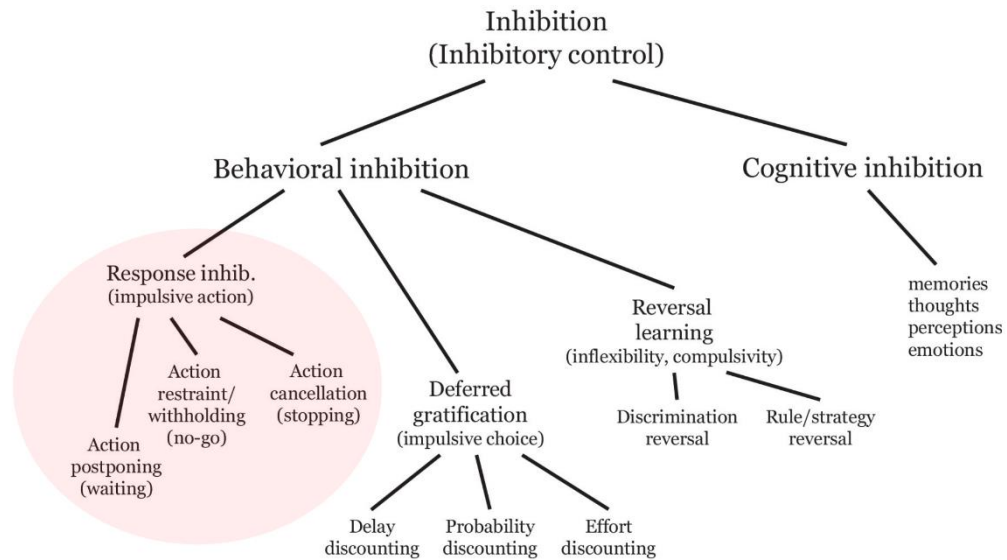 Inhibition
(Inhibitory control)
Behavioral inhibition
Cognitive inhibition
Response inhib.
(impulsive action)
Action
postponing
(waiting)
Action
restraint/
withholding
(no-go)
Action
cancellation
(stopping)
Deferred
gratification
(impulsive choice)
Delay
discounting
Probability
discounting
Effort
discounting
Reversal
learning
(inflexibility, compulsivity)
Discrimination
reversal
Rule/strategy
reversal
memories
thoughts
perceptions
emotions